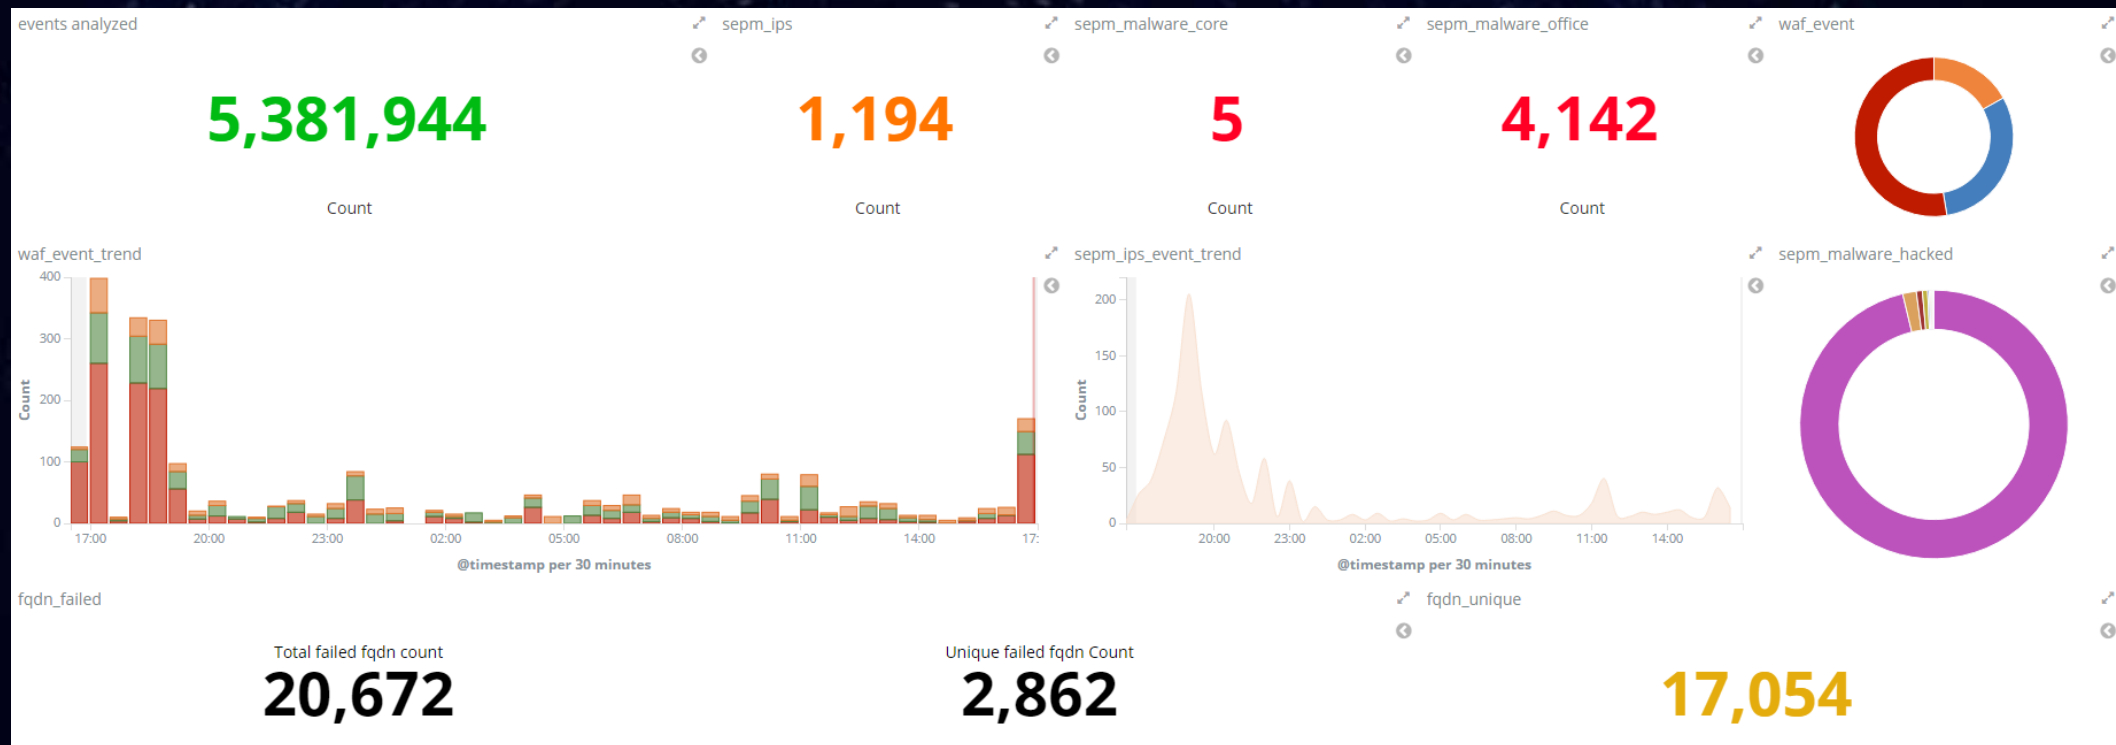 events analyzed
5,381,944
Count
sepm_ips
1,194
Count
sepm_malware_core
5
Count
sepm_malware_office
4,142
Count
waf_event
waf_event_trend
400
300
200
100
0
Count
17:00 20:00 23:00 02:00 05:00 08:00 11:00 14:00 17:
@timestamp per 30 minutes
sepm_ips_event_trend
200
150
100
50
0
Count
20:00 23:00 02:00 05:00 08:00 11:00 14:00
@timestamp per 30 minutes
sepm_malware_hacked
fqdn_failed
Total failed fqdn count
20,672
Unique failed fqdn Count
2,862
fqdn_unique
17,054